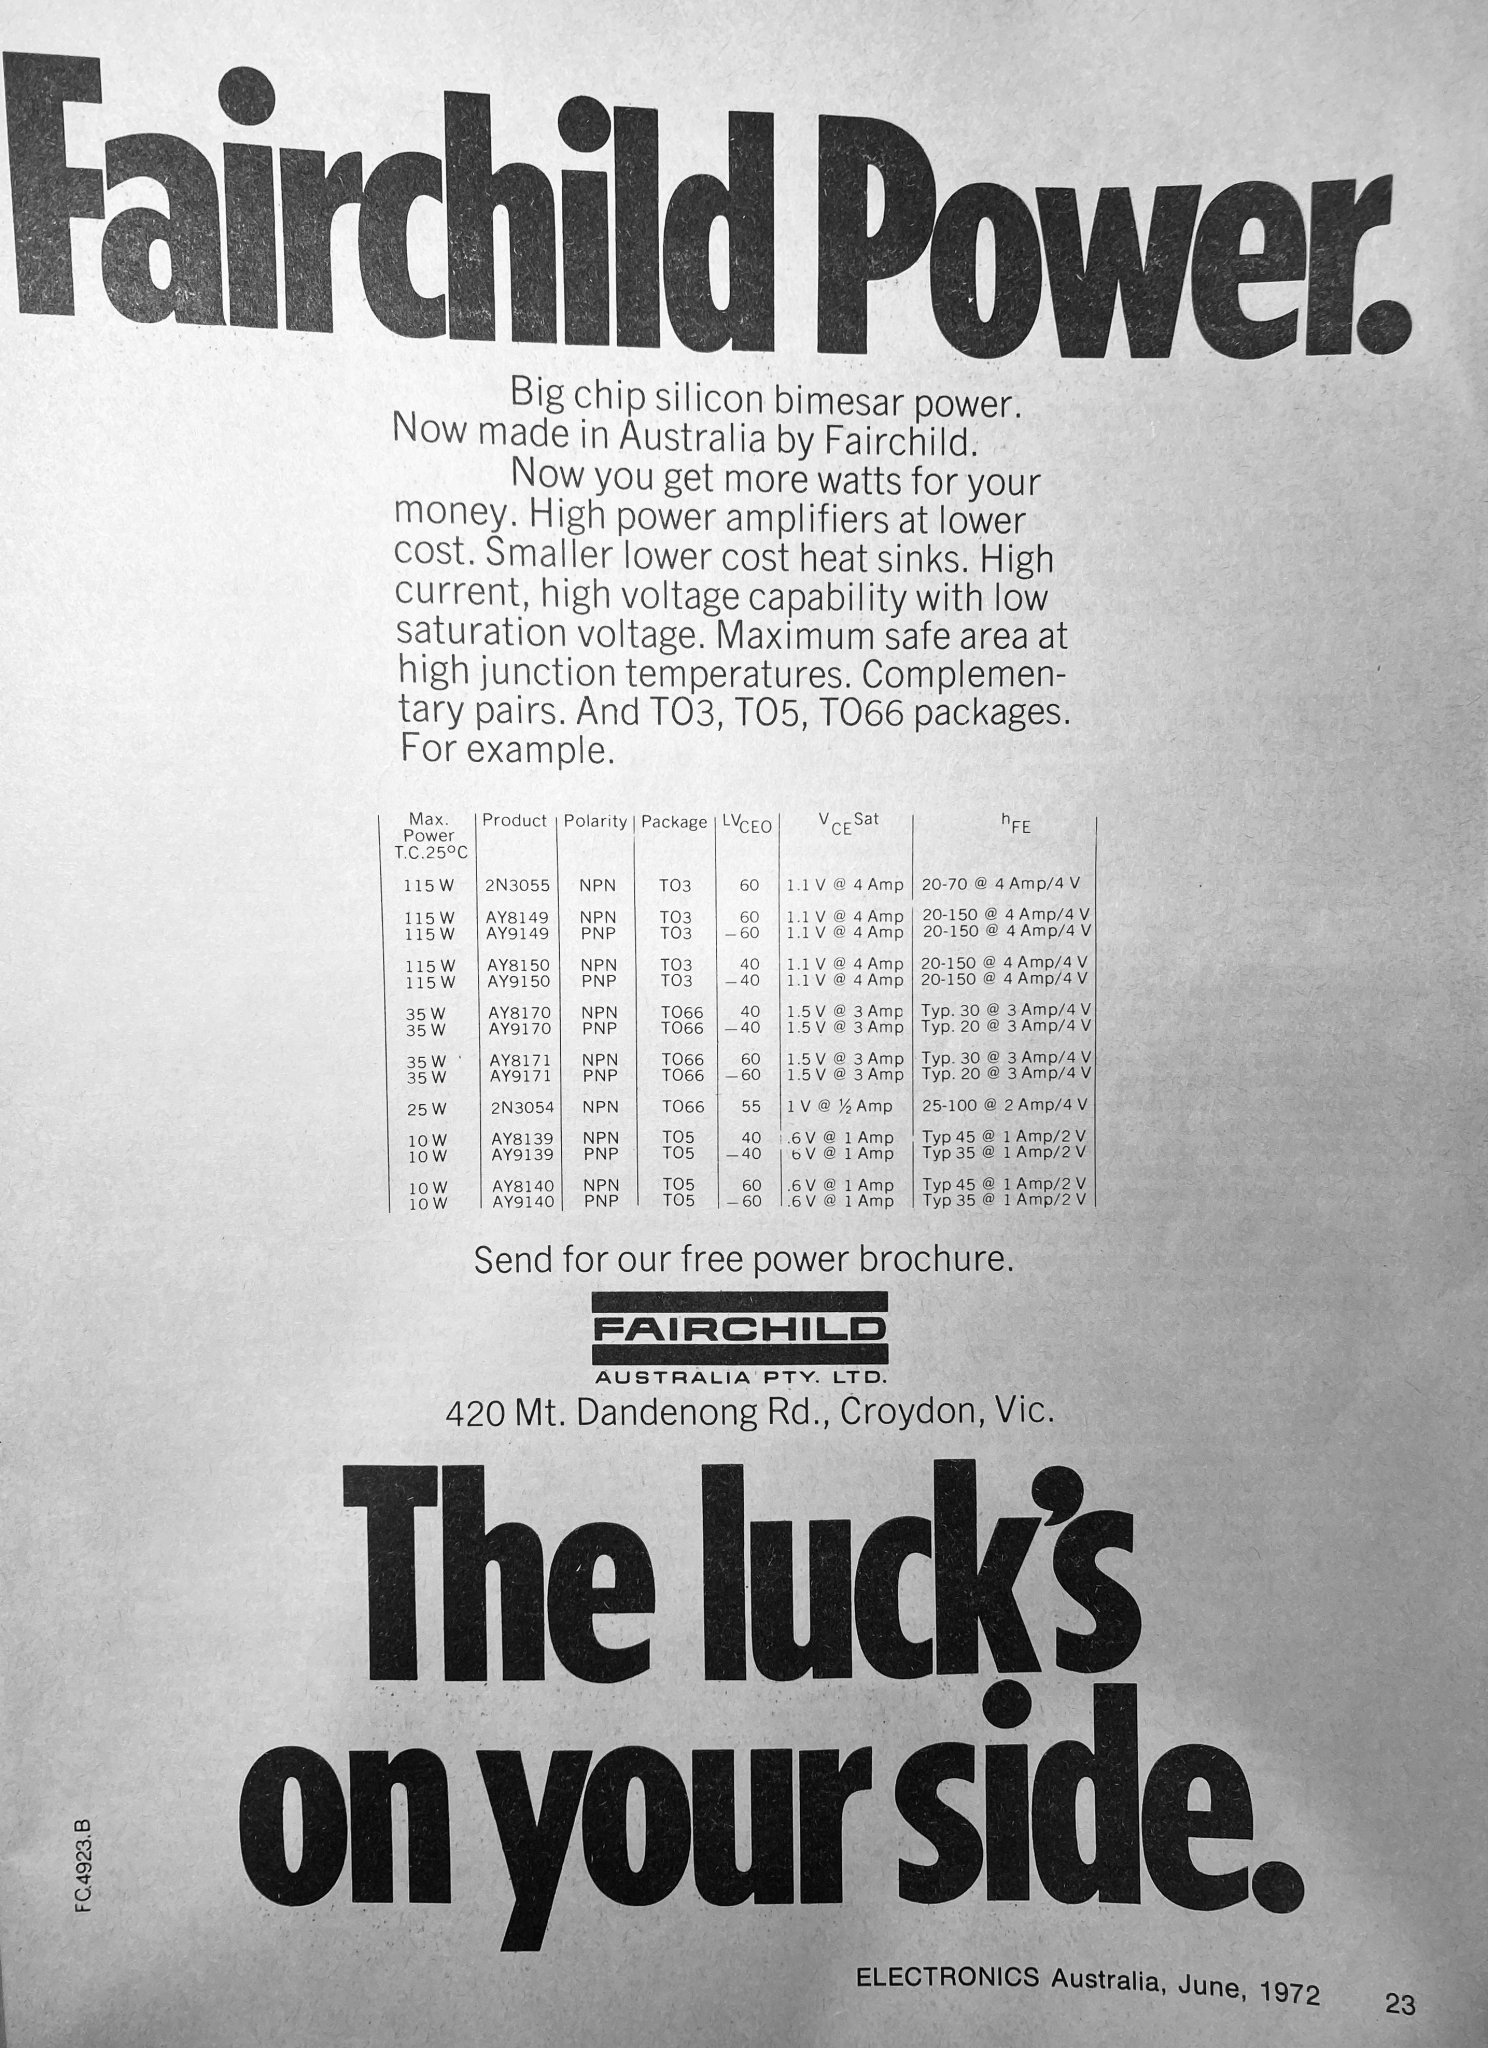 Fairchild Power.
Big chip silicon bimesar power.
Now made in Australia by Fairchild.
Now you get more watts for your
money. High power amplifiers at lower
cost. Smaller lower cost heat sinks. High
current, high voltage capability with low
saturation voltage. Maximum safe area at
high junction temperatures. Complemen-
tary pairs. And TO3, TO5, TO66 packages.
For example.
Max. Power T.C.25°C | Product | Polarity | Package | LVCEO | VCE Sat | hFE
115 W 2N3055 NPN TO3 60 1.1 V @ 4 Amp 20-70 @ 4 Amp/4 V
115 W AY8149 NPN TO3 60 1.1 V @ 4 Amp 20-150 @ 4 Amp/4 V
115 W AY9149 PNP TO3 –60 1.1 V @ 4 Amp 20-150 @ 4 Amp/4 V
115 W AY8150 NPN TO3 40 1.1 V @ 4 Amp 20-150 @ 4 Amp/4 V
115 W AY9150 PNP TO3 –40 1.1 V @ 4 Amp 20-150 @ 4 Amp/4 V
35 W AY8170 NPN TO66 40 1.5 V @ 3 Amp Typ. 30 @ 3 Amp/4 V
35 W AY9170 PNP TO66 –40 1.5 V @ 3 Amp Typ. 20 @ 3 Amp/4 V
35 W AY8171 NPN TO66 60 1.5 V @ 3 Amp Typ. 30 @ 3 Amp/4 V
35 W AY9171 PNP TO66 –60 1.5 V @ 3 Amp Typ. 20 @ 3 Amp/4 V
25 W 2N3054 NPN TO66 55 1 V @ ½ Amp 25-100 @ 2 Amp/4 V
10 W AY8139 NPN TO5 40 .6 V @ 1 Amp Typ 45 @ 1 Amp/2 V
10 W AY9139 PNP TO5 –40 6 V @ 1 Amp Typ 35 @ 1 Amp/2 V
10 W AY8140 NPN TO5 60 .6 V @ 1 Amp Typ 45 @ 1 Amp/2 V
10 W AY9140 PNP TO5 –60 .6 V @ 1 Amp Typ 35 @ 1 Amp/2 V
Send for our free power brochure.
FAIRCHILD
AUSTRALIA PTY. LTD.
420 Mt. Dandenong Rd., Croydon, Vic.
The luck's
on your side.
FC.4923.B
ELECTRONICS Australia, June, 1972 23